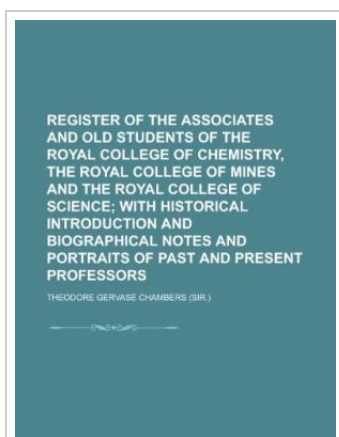 REGISTER OF THE ASSOCIATES
AND OLD STUDENTS OF THE
ROYAL COLLEGE OF CHEMISTRY,
THE ROYAL COLLEGE OF MINES
AND THE ROYAL COLLEGE OF
SCIENCE; WITH HISTORICAL
INTRODUCTION AND
BIOGRAPHICAL NOTES AND
PORTRAITS OF PAST AND PRESENT
PROFESSORS
THEODORE GERVASE CHAMBERS (SIR.)